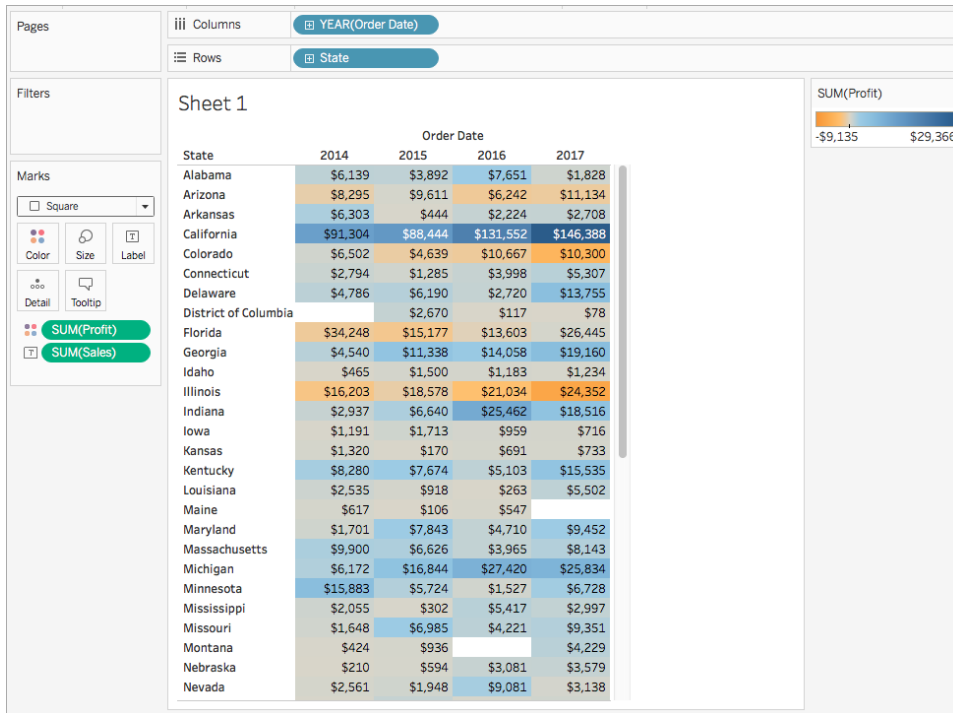 Pages
Columns
YEAR(Order Date)
Rows
State
Filters
Marks
Square
Color Size Label
Detail Tooltip
SUM(Profit)
SUM(Sales)
Sheet 1
Order Date
State 2014 2015 2016 2017
Alabama $6,139 $3,892 $7,651 $1,828
Arizona $8,295 $9,611 $6,242 $11,134
Arkansas $6,303 $444 $2,224 $2,708
California $91,304 $88,444 $131,552 $146,388
Colorado $6,502 $4,639 $10,667 $10,300
Connecticut $2,794 $1,285 $3,998 $5,307
Delaware $4,786 $6,190 $2,720 $13,755
District of Columbia $2,670 $117 $78
Florida $34,248 $15,177 $13,603 $26,445
Georgia $4,540 $11,338 $14,058 $19,160
Idaho $465 $1,500 $1,183 $1,234
Illinois $16,203 $18,578 $21,034 $24,352
Indiana $2,937 $6,640 $25,462 $18,516
Iowa $1,191 $1,713 $959 $716
Kansas $1,320 $170 $691 $733
Kentucky $8,280 $7,674 $5,103 $15,535
Louisiana $2,535 $918 $263 $5,502
Maine $617 $106 $547
Maryland $1,701 $7,843 $4,710 $9,452
Massachusetts $9,900 $6,626 $3,965 $8,143
Michigan $6,172 $16,844 $27,420 $25,834
Minnesota $15,883 $5,724 $1,527 $6,728
Mississippi $2,055 $302 $5,417 $2,997
Missouri $1,648 $6,985 $4,221 $9,351
Montana $424 $936 $4,229
Nebraska $210 $594 $3,081 $3,579
Nevada $2,561 $1,948 $9,081 $3,138
SUM(Profit)
-$9,135 $29,366